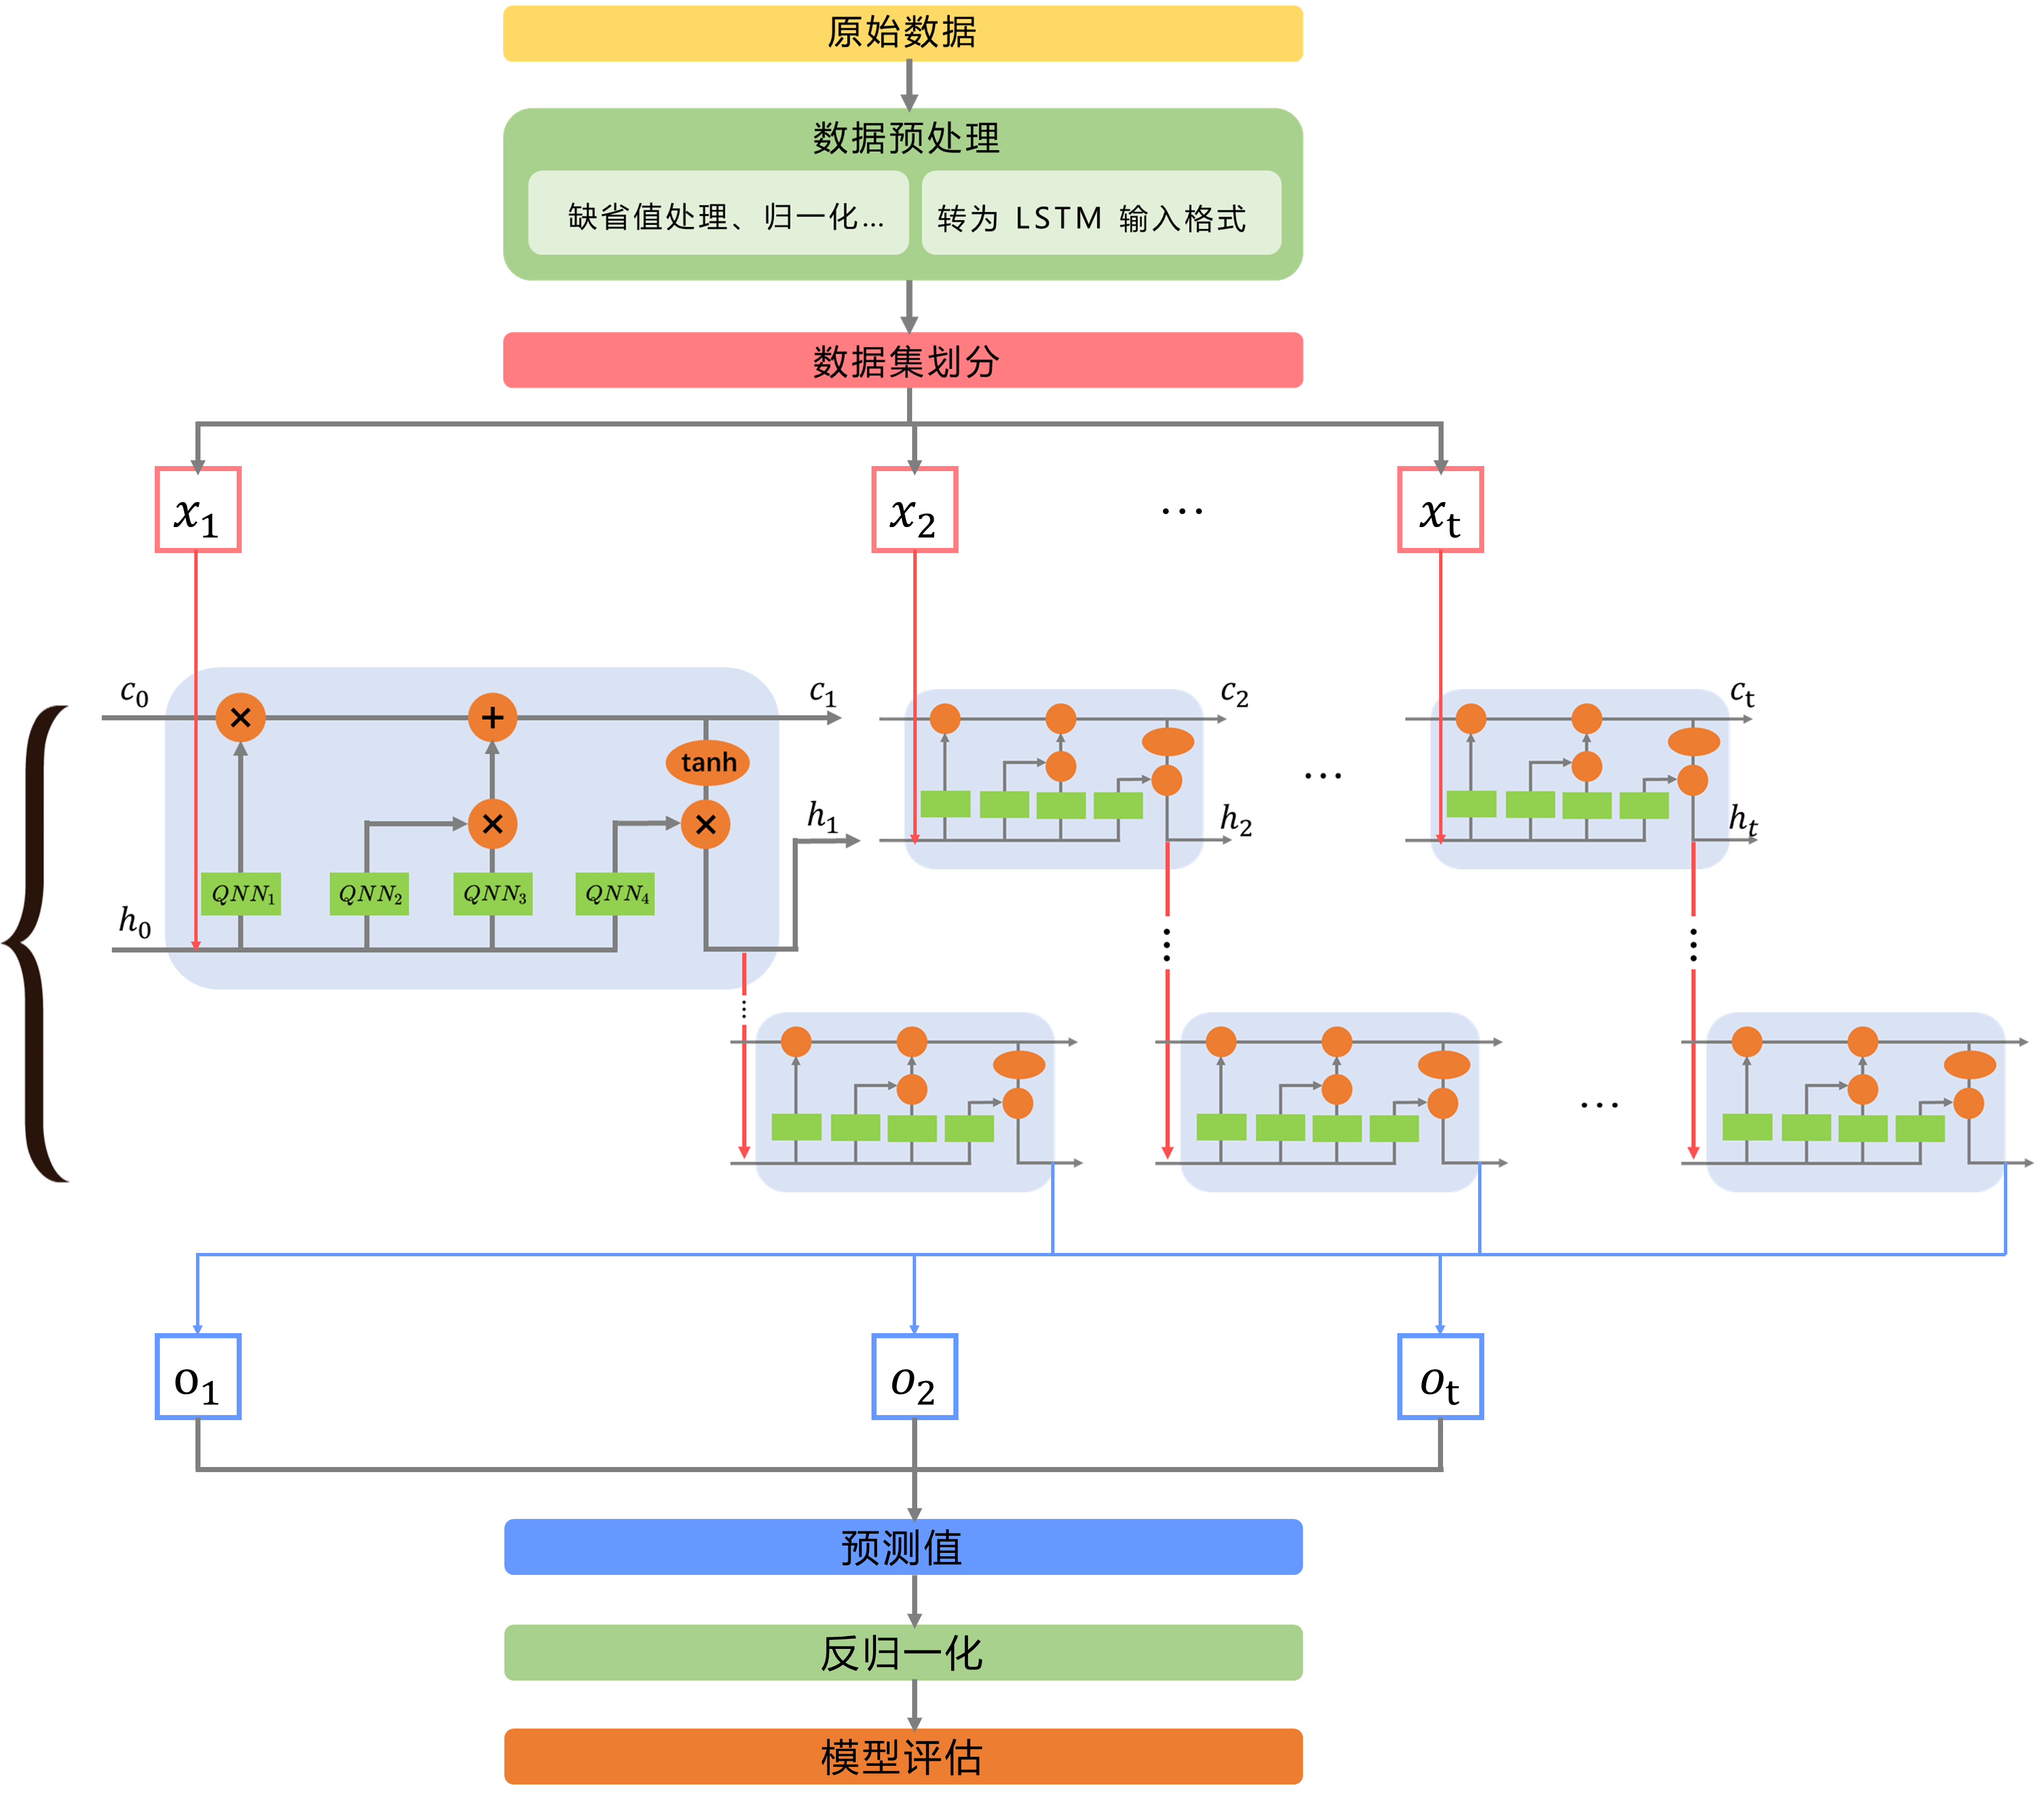 原始数据
数据预处理
缺省值处理、归一化…
转为 LSTM 输入格式
数据集划分
x₁
x₂
…
xₜ
c₀
×
+
c₁
c₂
cₜ
tanh
…
×
×
h₁
h₂
hₜ
QNN₁
QNN₂
QNN₃
QNN₄
h₀
…
…
…
…
o₁
o₂
oₜ
预测值
反归一化
模型评估